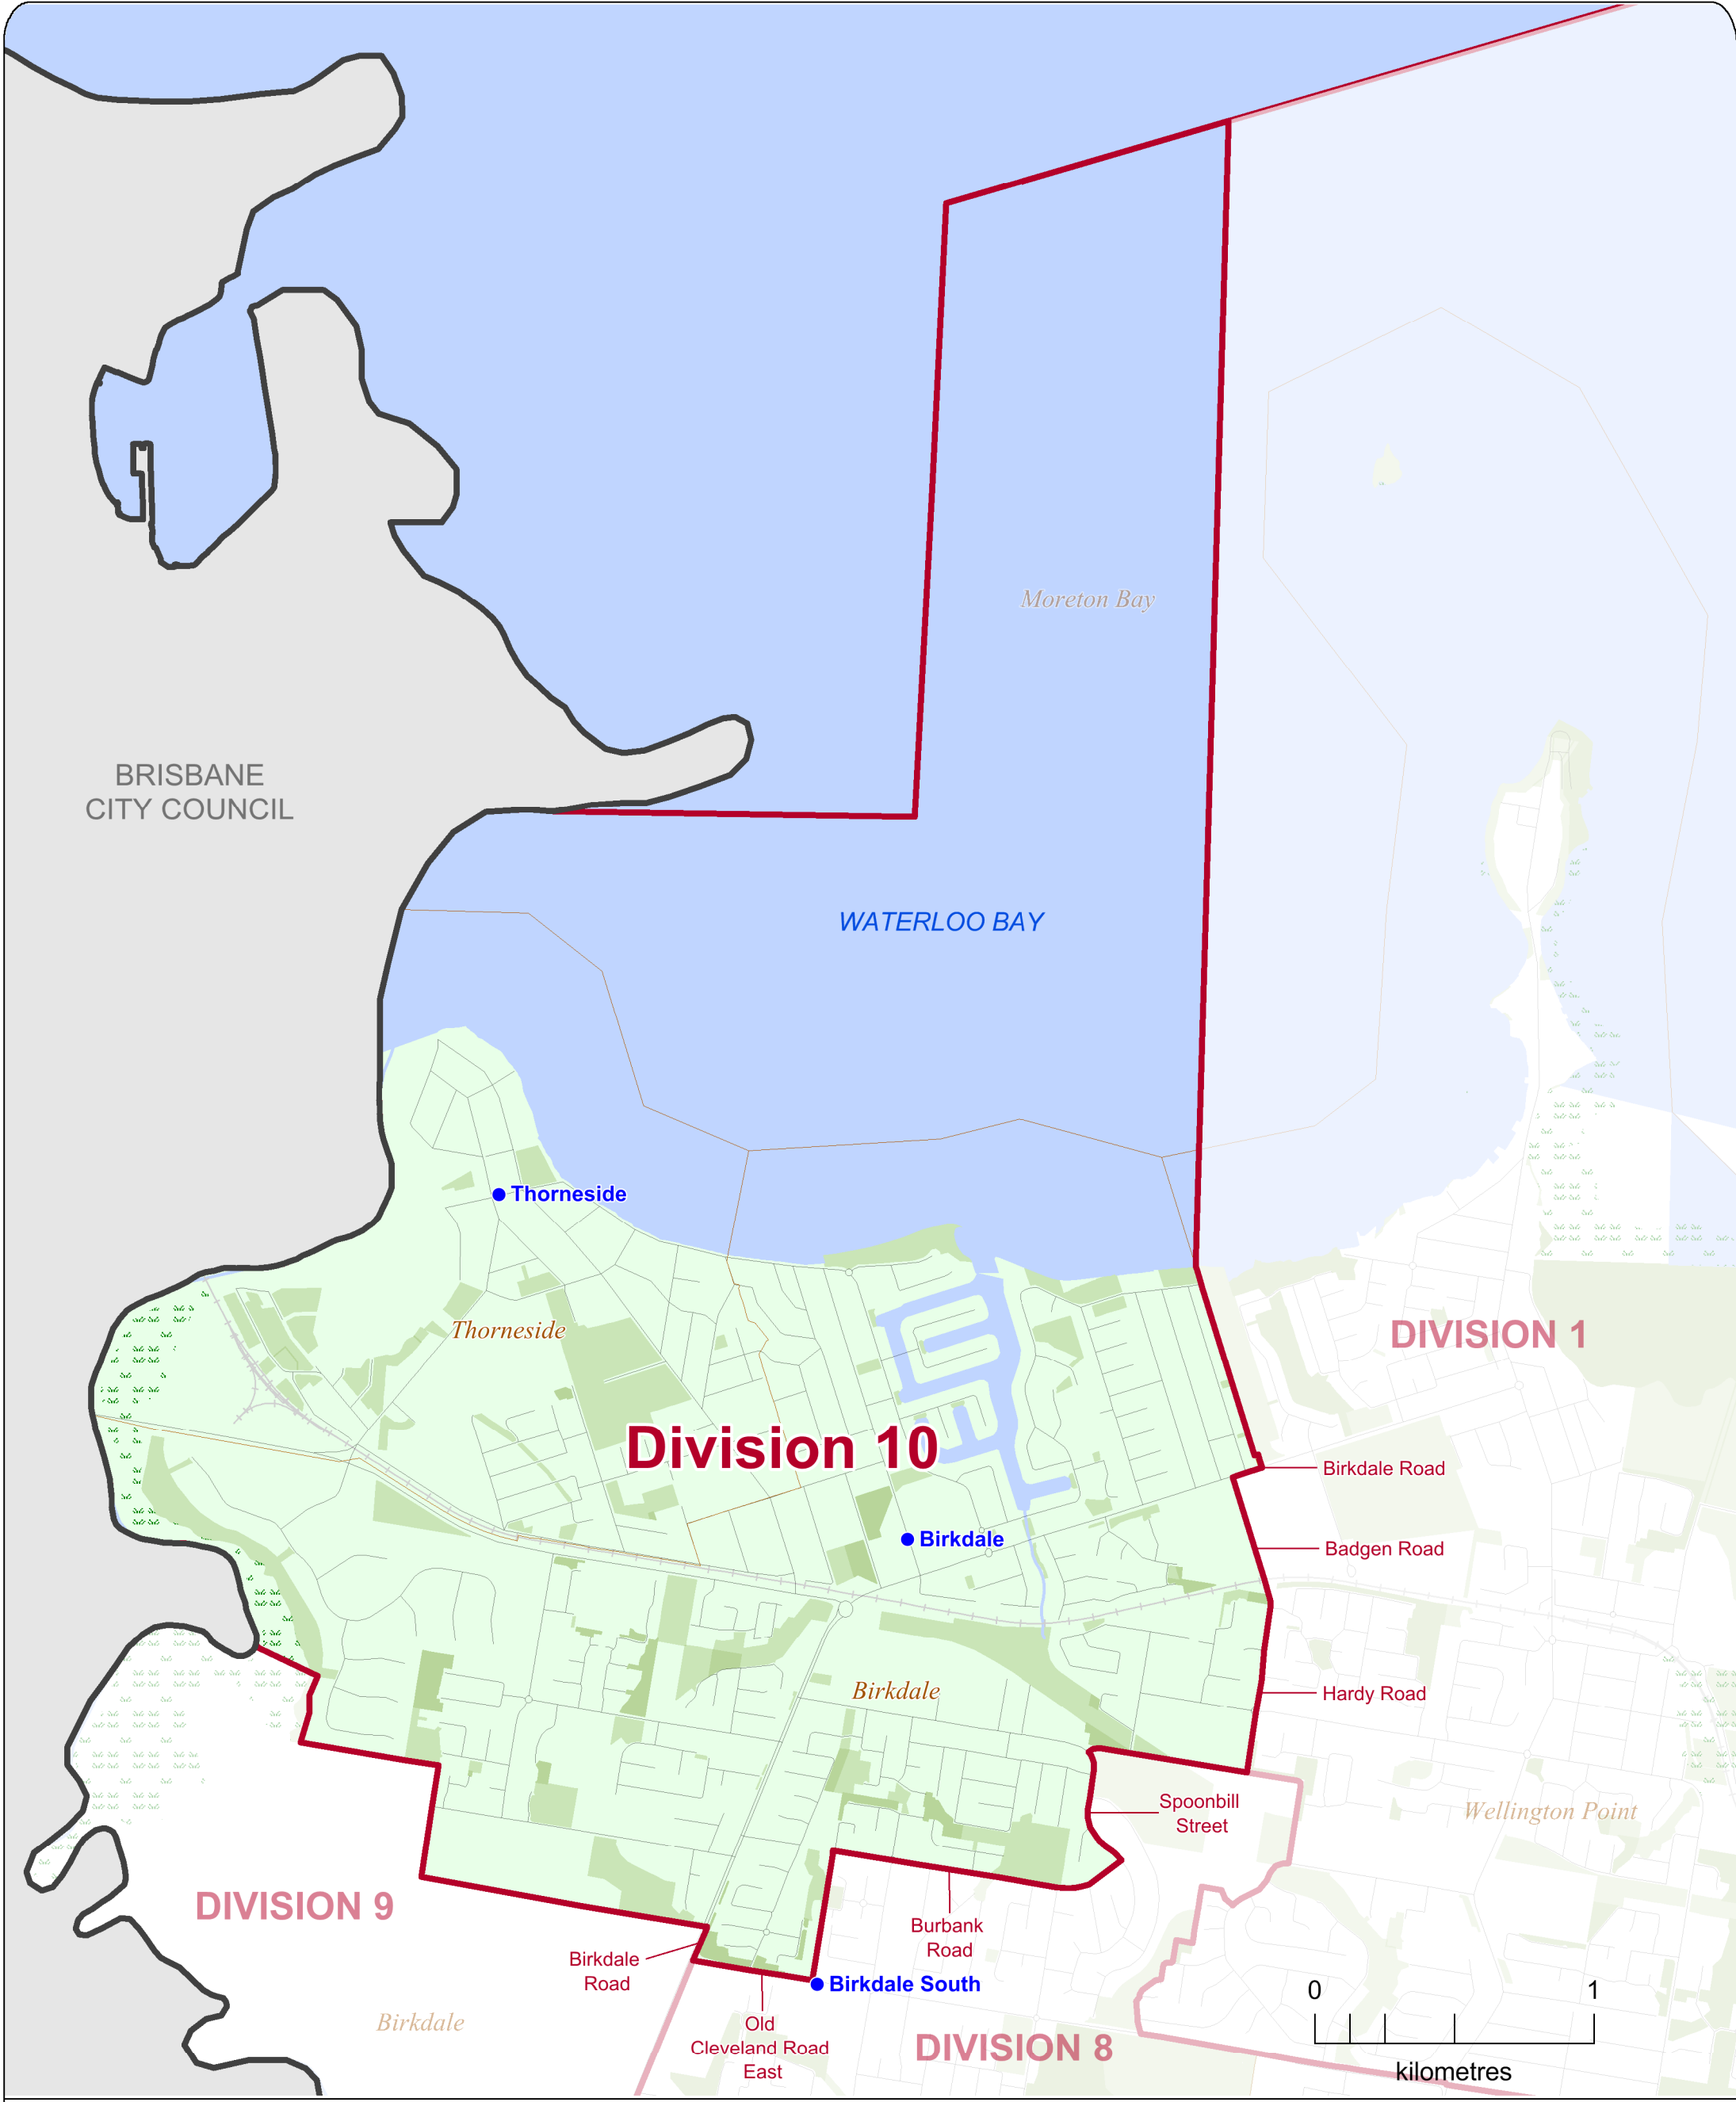 Moreton Bay
BRISBANE
CITY COUNCIL
WATERLOO BAY
Thorneside
Thorneside
DIVISION 1
Division 10
Birkdale Road
Birkdale
Badgen Road
Birkdale
Hardy Road
Spoonbill
Street
Wellington Point
DIVISION 9
Burbank
Road
Birkdale
Road
Birkdale South
Old
Cleveland Road
East
Birkdale
DIVISION 8
0 1
kilometres